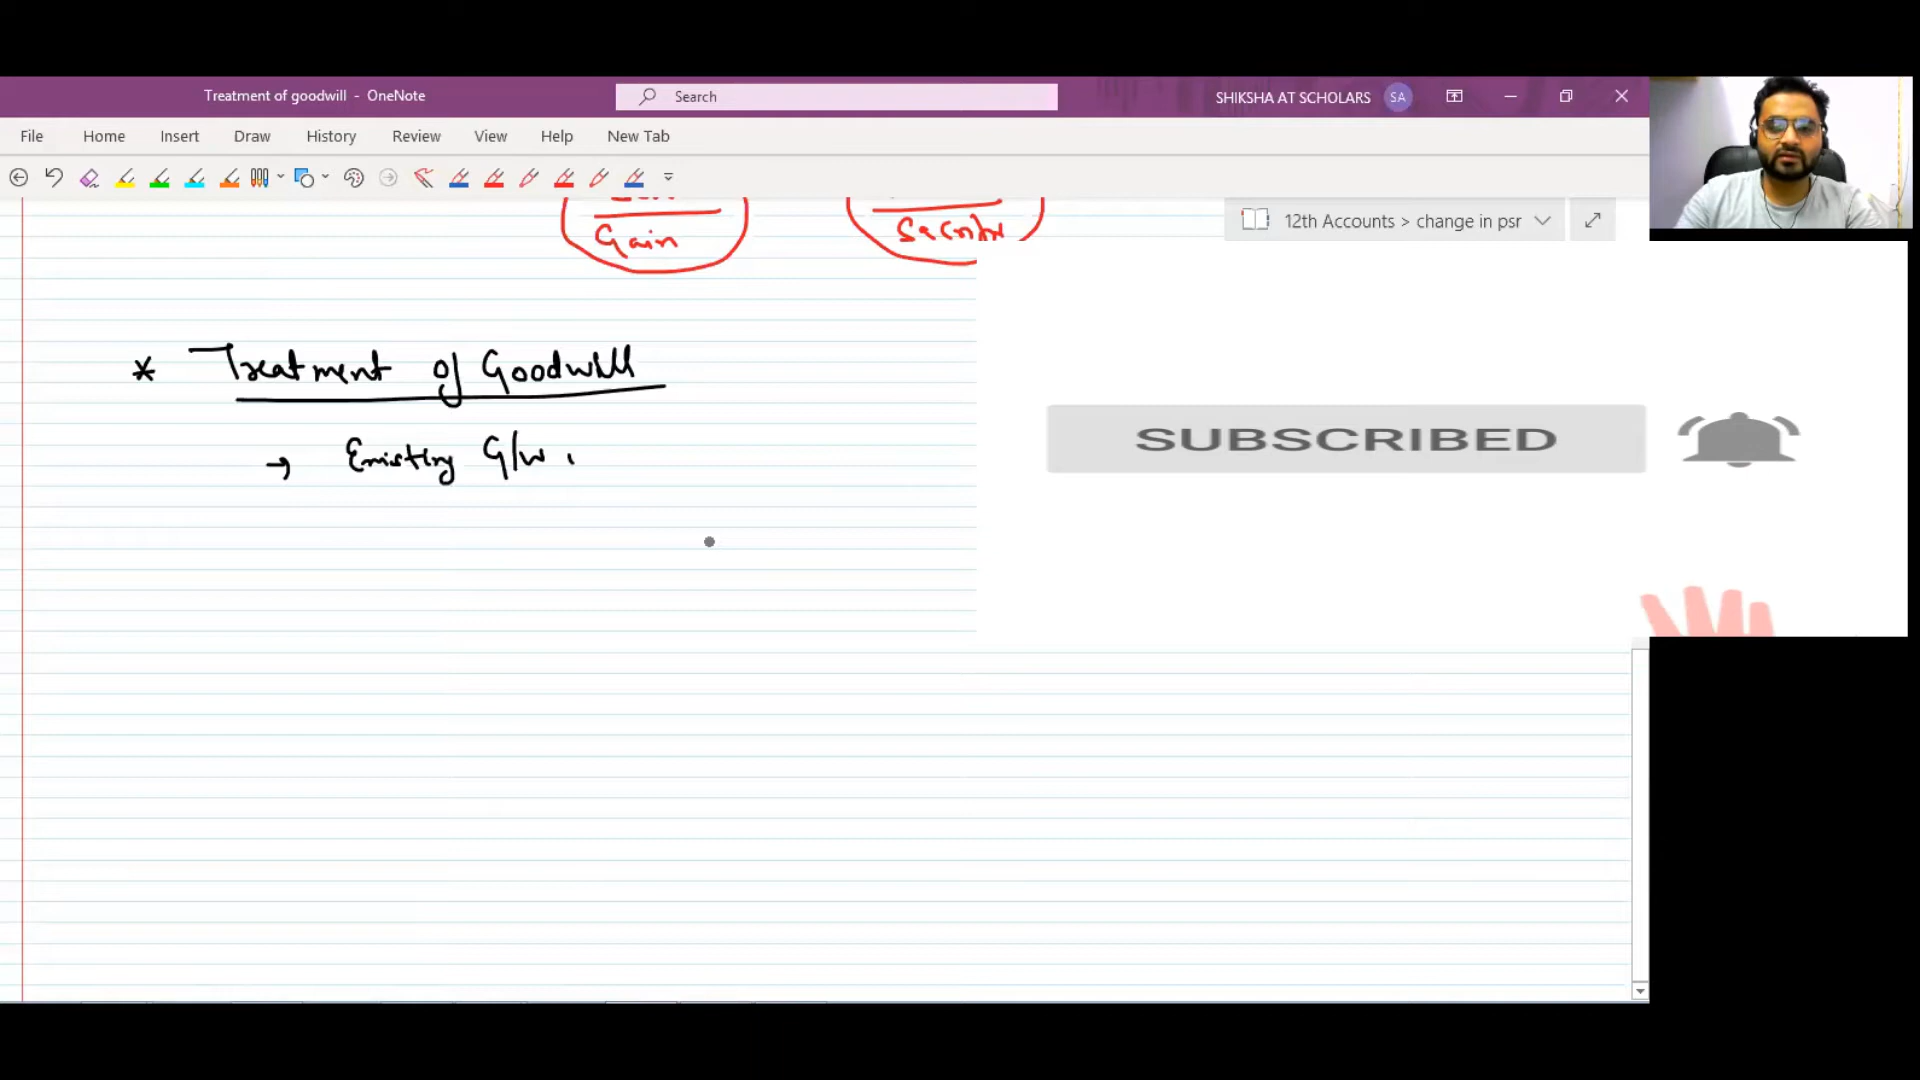 Treatment of goodwill - OneNote
Search
SHIKSHA AT SCHOLARS SA
File Home Insert Draw History Review View Help New Tab
12th Accounts > change in psr
Gain
* Treatment of Goodwill
→ Existing G/w
SUBSCRIBED